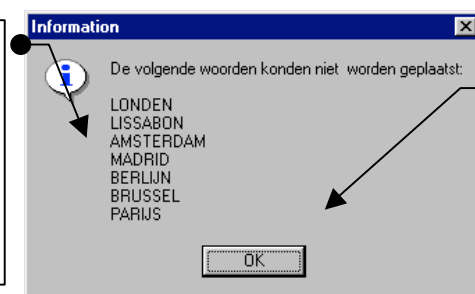 Information
De volgende woorden konden niet worden geplaatst:
LONDEN
LISSABON
AMSTERDAM
MADRID
BERLIJN
BRUSSEL
PARIJS
OK